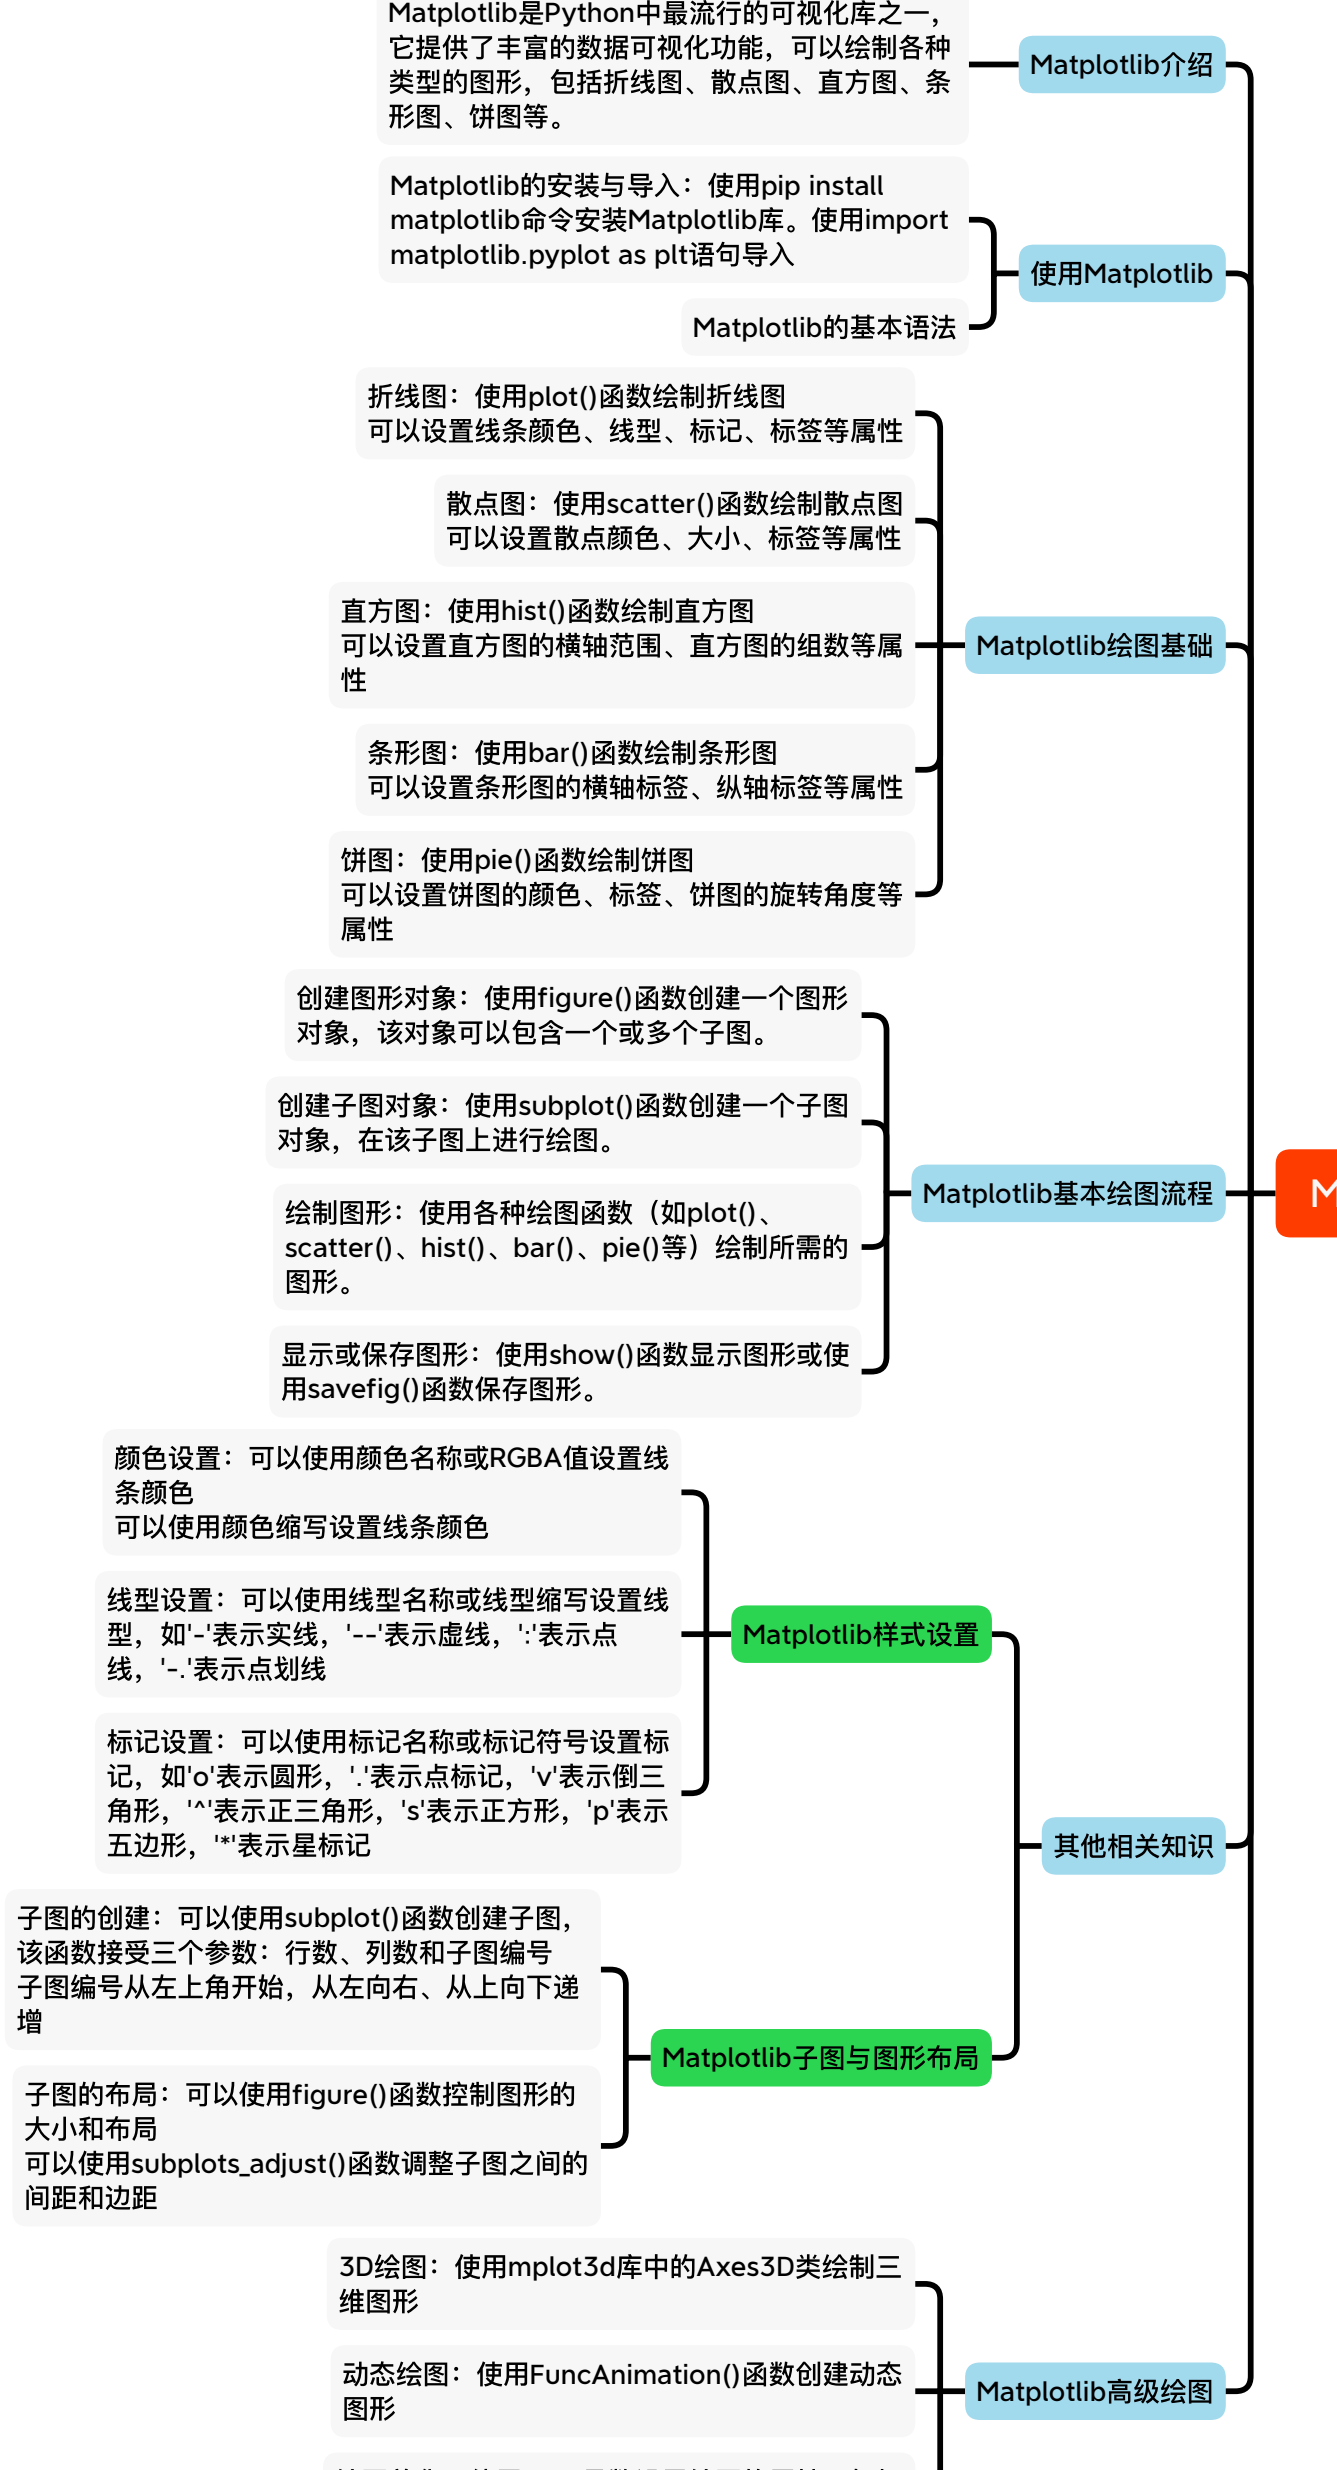 Matplotlib是Python中最流行的可视化库之一，
它提供了丰富的数据可视化功能，可以绘制各种
类型的图形，包括折线图、散点图、直方图、条
形图、饼图等。
Matplotlib介绍
Matplotlib的安装与导入：使用pip install
matplotlib命令安装Matplotlib库。使用import
matplotlib.pyplot as plt语句导入
使用Matplotlib
Matplotlib的基本语法
折线图：使用plot()函数绘制折线图
可以设置线条颜色、线型、标记、标签等属性
散点图：使用scatter()函数绘制散点图
可以设置散点颜色、大小、标签等属性
直方图：使用hist()函数绘制直方图
可以设置直方图的横轴范围、直方图的组数等属
性
Matplotlib绘图基础
条形图：使用bar()函数绘制条形图
可以设置条形图的横轴标签、纵轴标签等属性
饼图：使用pie()函数绘制饼图
可以设置饼图的颜色、标签、饼图的旋转角度等
属性
创建图形对象：使用figure()函数创建一个图形
对象，该对象可以包含一个或多个子图。
创建子图对象：使用subplot()函数创建一个子图
对象，在该子图上进行绘图。
Matplotlib基本绘图流程
M
绘制图形：使用各种绘图函数（如plot()、
scatter()、hist()、bar()、pie()等）绘制所需的
图形。
显示或保存图形：使用show()函数显示图形或使
用savefig()函数保存图形。
颜色设置：可以使用颜色名称或RGBA值设置线
条颜色
可以使用颜色缩写设置线条颜色
线型设置：可以使用线型名称或线型缩写设置线
型，如'-'表示实线，'--'表示虚线，':'表示点
线，'-.'表示点划线
Matplotlib样式设置
标记设置：可以使用标记名称或标记符号设置标
记，如'o'表示圆形，'.'表示点标记，'v'表示倒三
角形，'^'表示正三角形，'s'表示正方形，'p'表示
五边形，'*'表示星标记
其他相关知识
子图的创建：可以使用subplot()函数创建子图，
该函数接受三个参数：行数、列数和子图编号
子图编号从左上角开始，从左向右、从上向下递
增
Matplotlib子图与图形布局
子图的布局：可以使用figure()函数控制图形的
大小和布局
可以使用subplots_adjust()函数调整子图之间的
间距和边距
3D绘图：使用mplot3d库中的Axes3D类绘制三
维图形
动态绘图：使用FuncAnimation()函数创建动态
图形
Matplotlib高级绘图